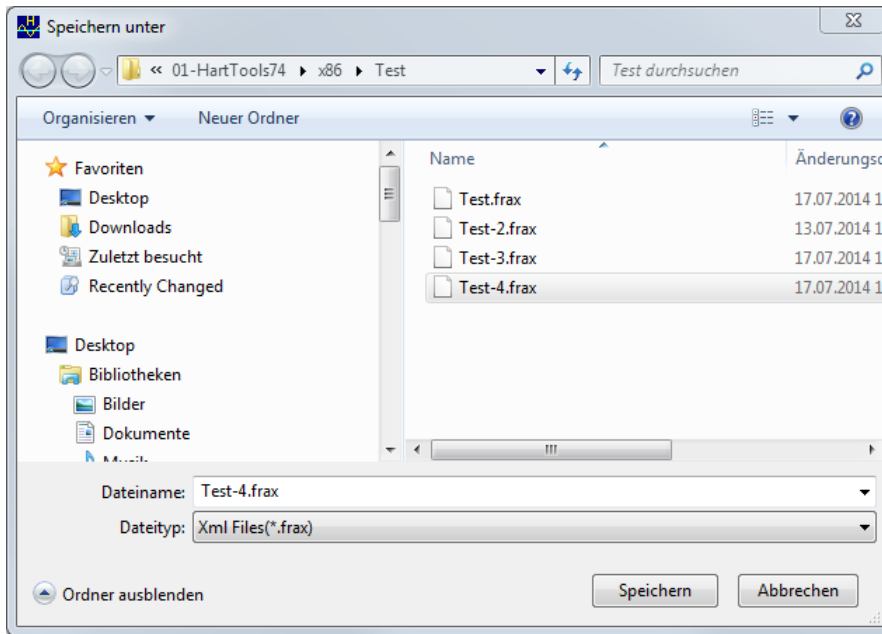 Speichern unter
« 01-HartTools74 ▸ x86 ▸ Test
Test durchsuchen
Organisieren
Neuer Ordner
Favoriten
Desktop
Downloads
Zuletzt besucht
Recently Changed
Desktop
Bibliotheken
Bilder
Dokumente
Name
Test.frax 17.07.2014 1
Test-2.frax 13.07.2014 1
Test-3.frax 17.07.2014 1
Test-4.frax 17.07.2014 1
Dateiname: Test-4.frax
Dateityp: Xml Files(*.frax)
Ordner ausblenden
Speichern
Abbrechen